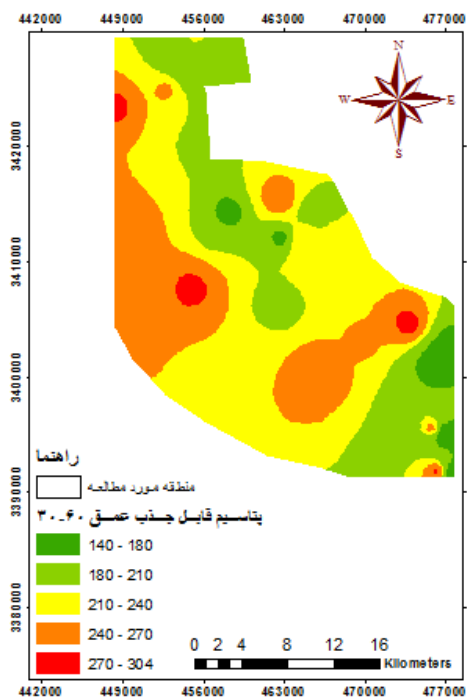 442000 449000 456000 463000 470000 477000
N
W E
S
3420000
3410000
3400000
3390000
3380000
راهنما
منطقه مورد مطالعه
پتاسیم قابل جذب عمق ۶۰-۳۰
140 - 180
180 - 210
210 - 240
240 - 270
270 - 304
0 2 4 8 12 16
Kilometers
442000 449000 456000 463000 470000 477000